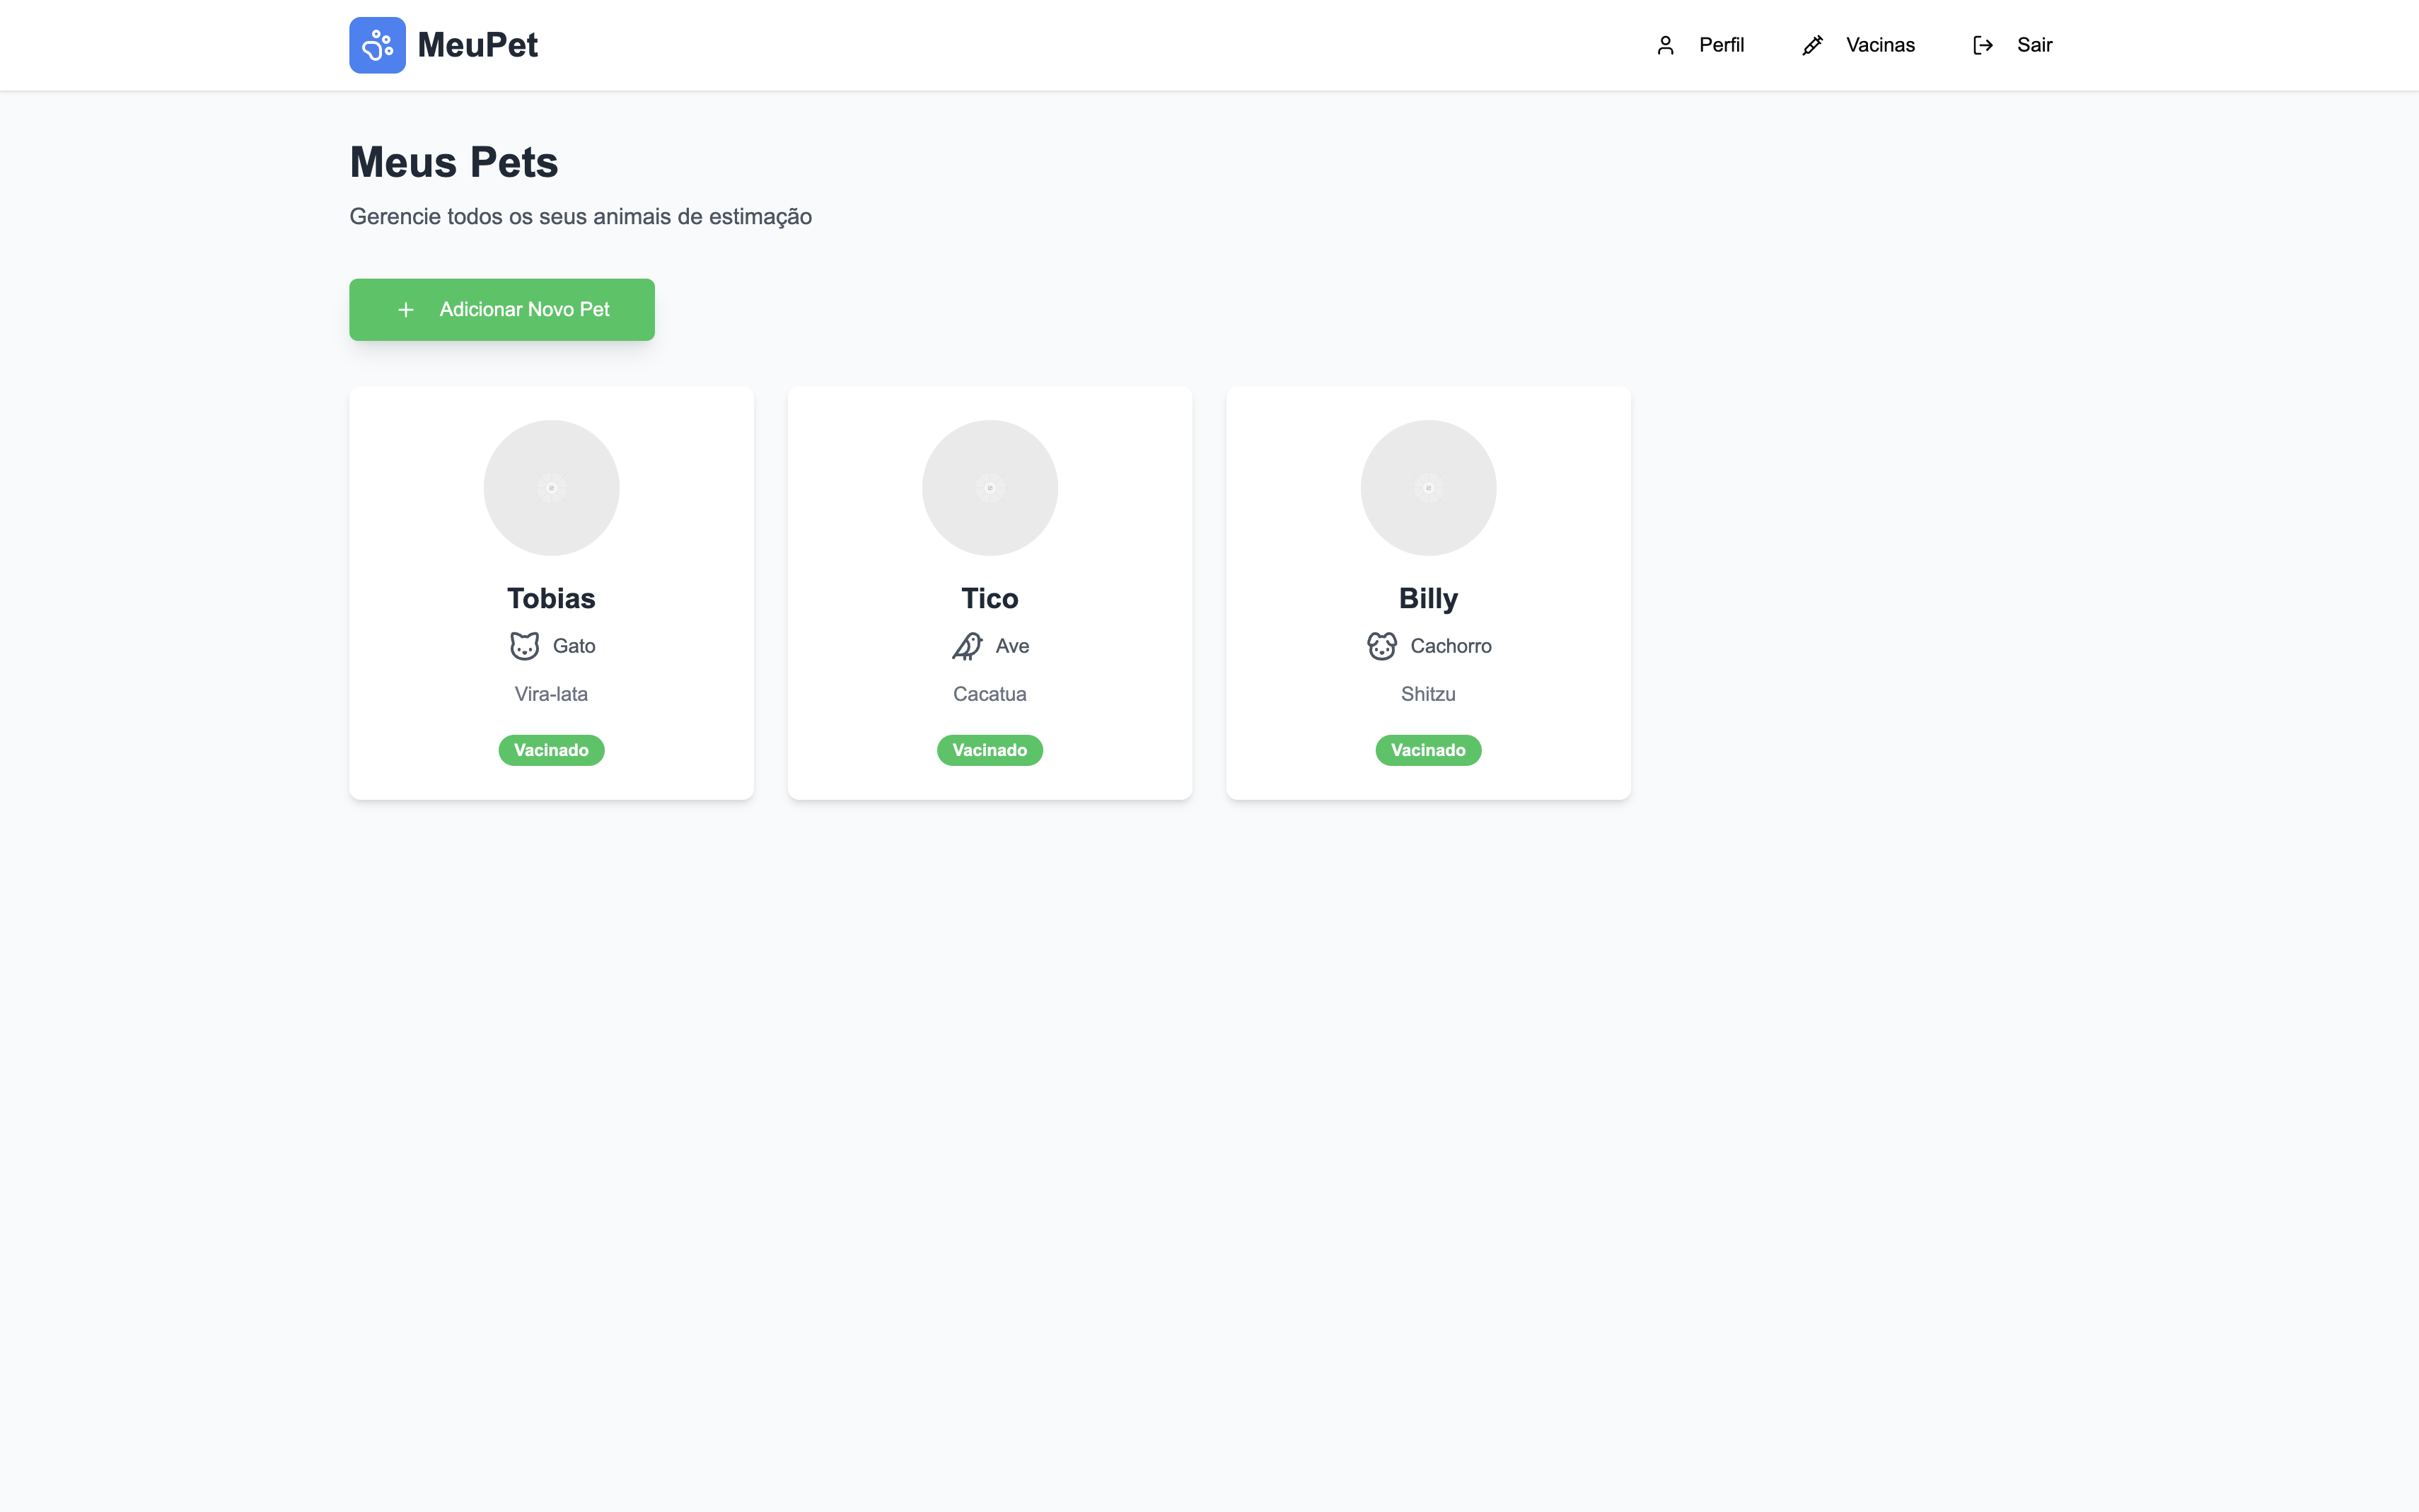 MeuPet
Perfil
Vacinas
Sair
Meus Pets
Gerencie todos os seus animais de estimação
Adicionar Novo Pet
Tobias
Gato
Vira-lata
Vacinado
Tico
Ave
Cacatua
Vacinado
Billy
Cachorro
Shitzu
Vacinado